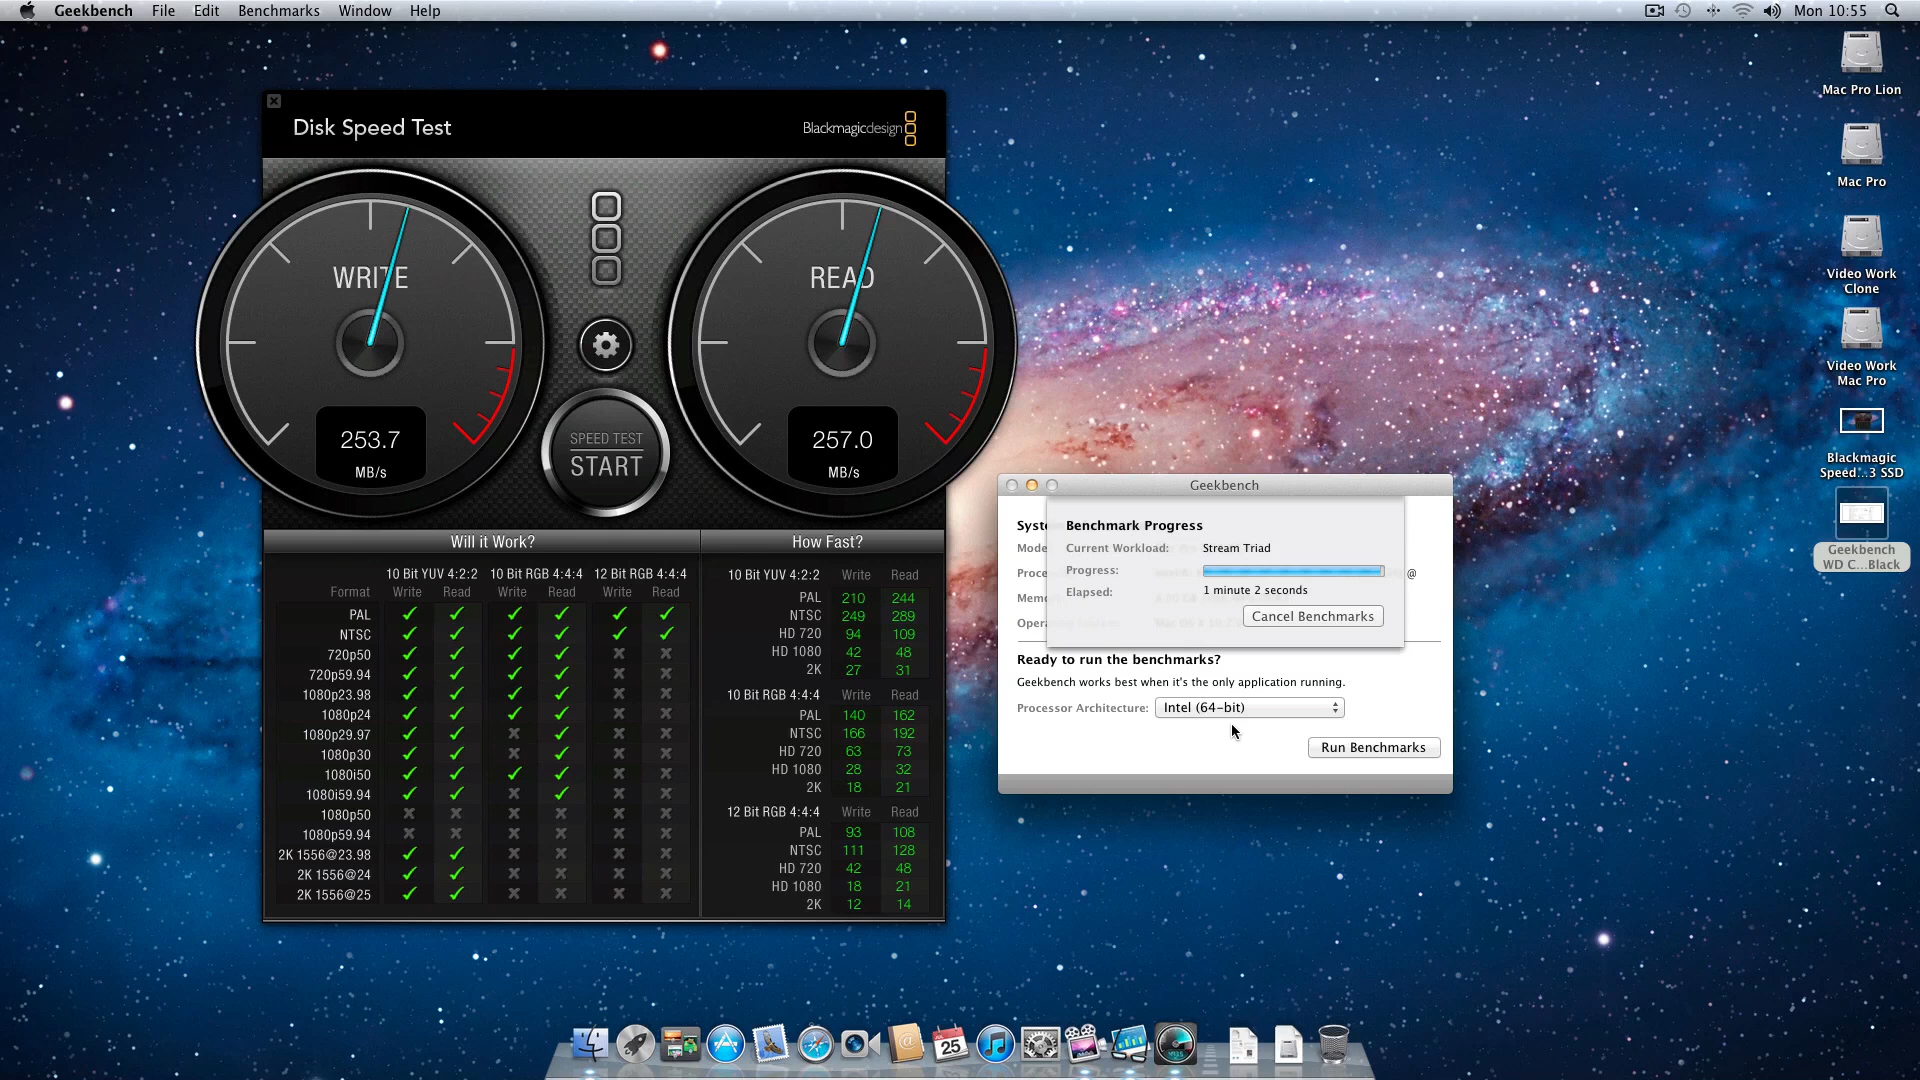 Geekbench File Edit Benchmarks Window Help
Mon 10:55
Disk Speed Test
Blackmagicdesign
WRITE
253.7
MB/s
SPEED TEST
START
READ
257.0
MB/s
Will it Work?
10 Bit YUV 4:2:2 10 Bit RGB 4:4:4 12 Bit RGB 4:4:4
Format Write Read Write Read Write Read
PAL
NTSC
720p50
720p59.94
1080p23.98
1080p24
1080p29.97
1080p30
1080i50
1080i59.94
1080p50
1080p59.94
2K 1556@23.98
2K 1556@24
2K 1556@25
How Fast?
10 Bit YUV 4:2:2 Write Read
PAL 210 244
NTSC 249 289
HD 720 94 109
HD 1080 42 48
2K 27 31
10 Bit RGB 4:4:4 Write Read
PAL 140 162
NTSC 166 192
HD 720 63 73
HD 1080 28 32
2K 18 21
12 Bit RGB 4:4:4 Write Read
PAL 93 108
NTSC 111 128
HD 720 42 48
HD 1080 18 21
2K 12 14
Geekbench
Benchmark Progress
Current Workload: Stream Triad
Progress:
Elapsed: 1 minute 2 seconds
Cancel Benchmarks
@
Ready to run the benchmarks?
Geekbench works best when it's the only application running.
Processor Architecture: Intel (64-bit)
Run Benchmarks
Mac Pro Lion
Mac Pro
Video Work
Clone
Video Work
Mac Pro
Blackmagic
Speed...3 SSD
Geekbench
WD C...Black
25